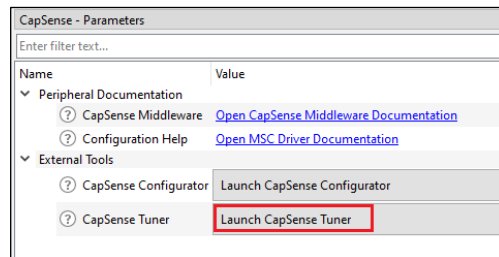 CapSense - Parameters
Enter filter text...
Name Value
Peripheral Documentation
? CapSense Middleware Open CapSense Middleware Documentation
? Configuration Help Open MSC Driver Documentation
External Tools
? CapSense Configurator Launch CapSense Configurator
? CapSense Tuner Launch CapSense Tuner